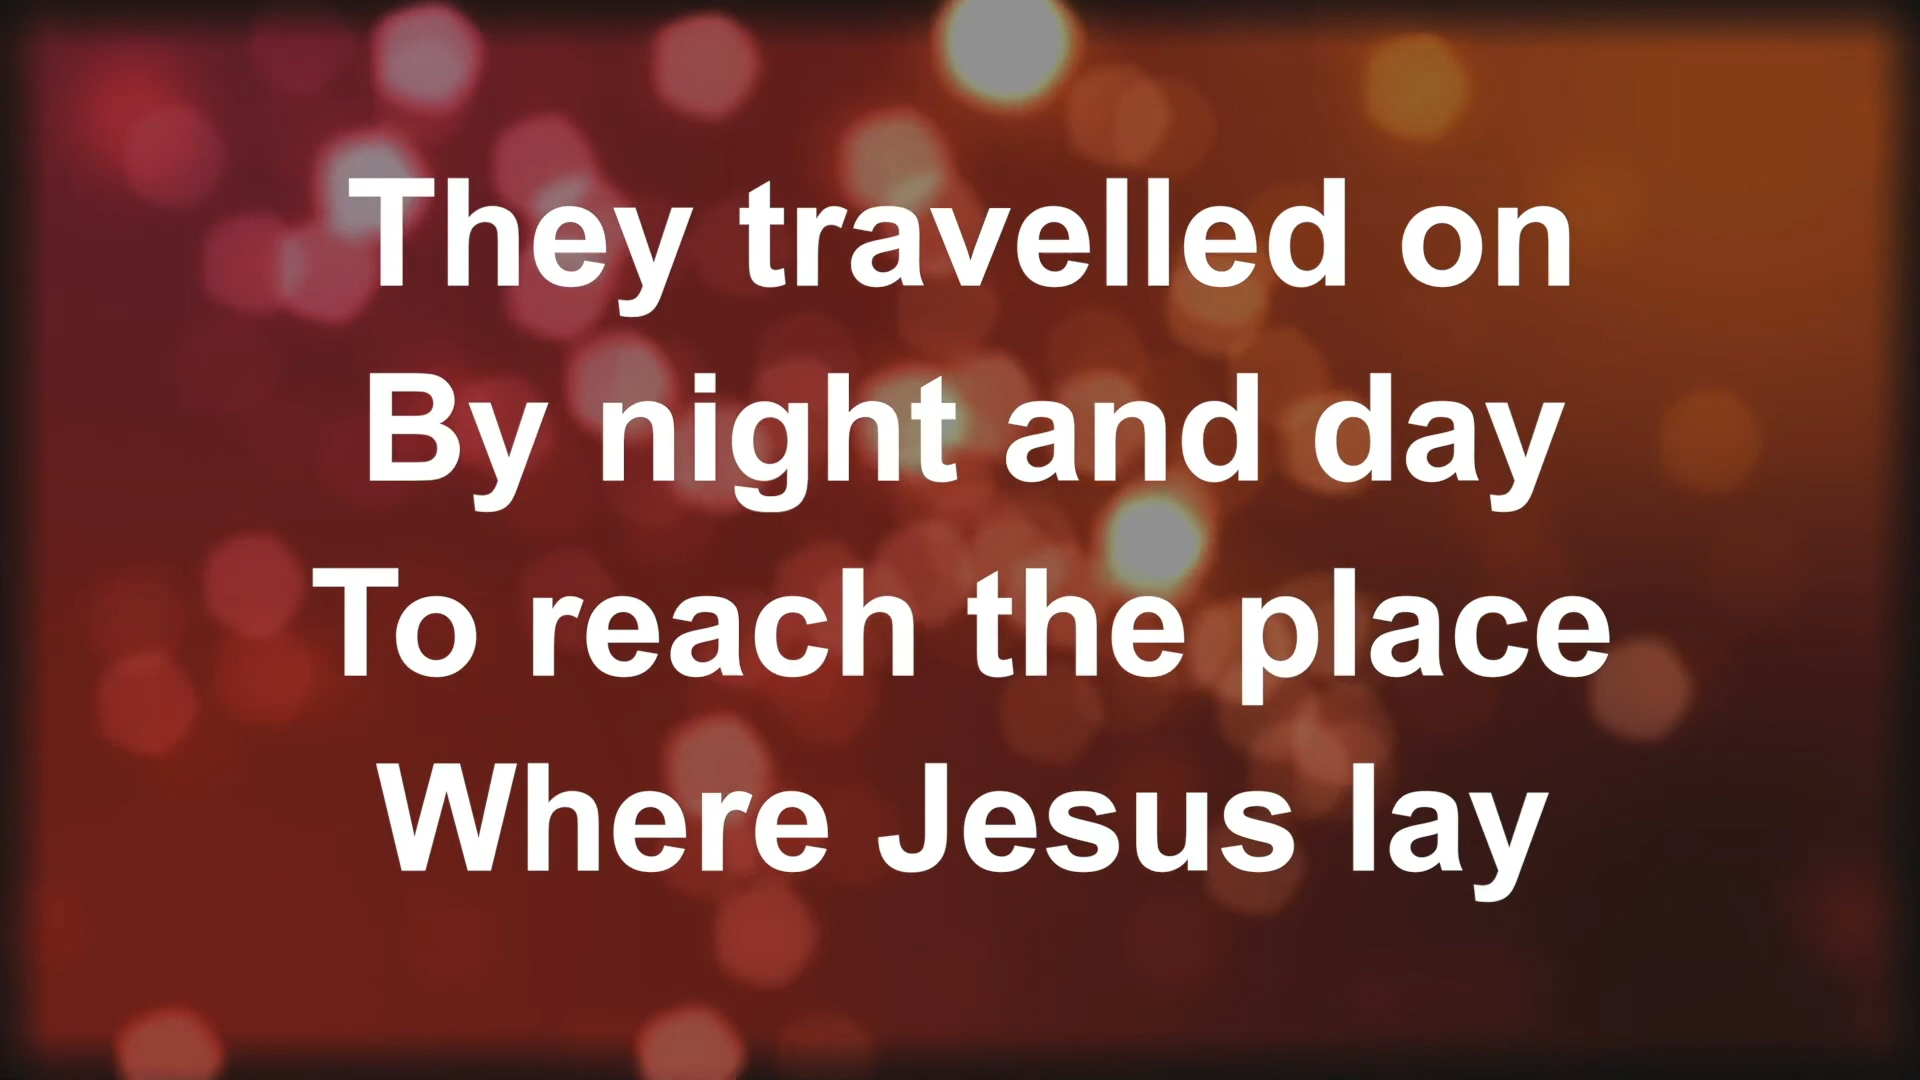 They travelled on
By night and day
To reach the place
Where Jesus lay